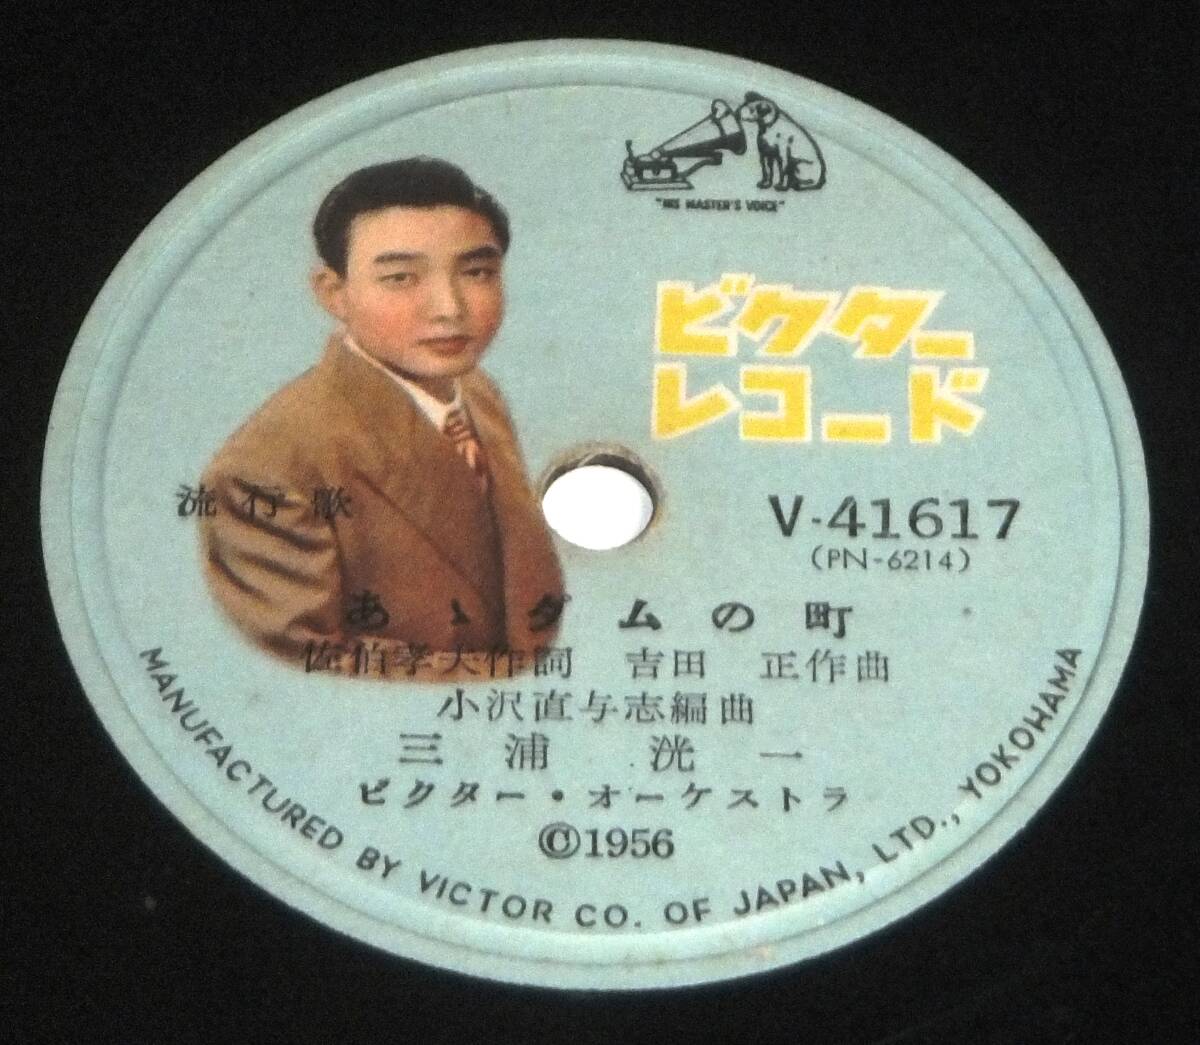 "HIS MASTER'S VOICE"
ビクター
レコード
流行歌
V-41617
(PN-6214)
あゝダムの町
佐伯孝夫作詞 吉田 正作曲
小沢直与志編曲
三浦洸一
ビクター・オーケストラ
©1956
MANUFACTURED BY VICTOR CO. OF JAPAN, LTD., YOKOHAMA